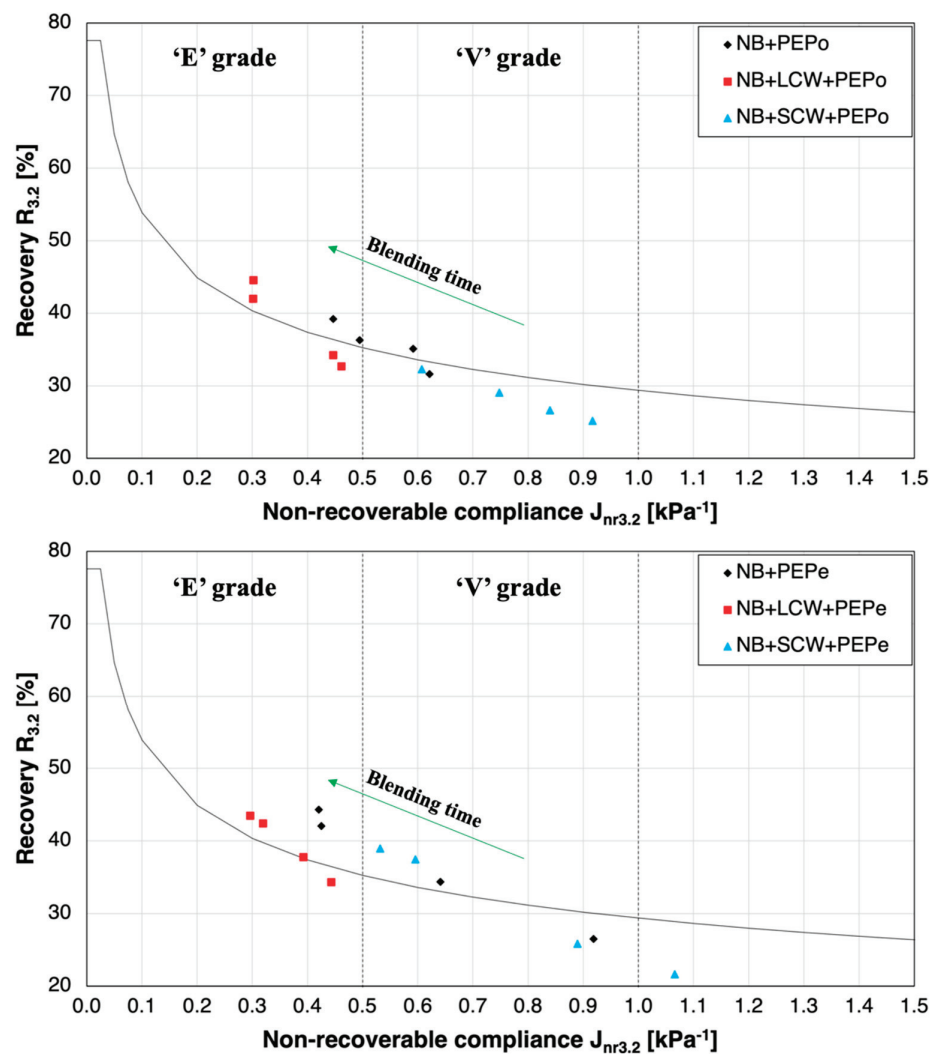 80
70
60
50
40
30
20
Recovery R3.2 [%]
‘E’ grade
‘V’ grade
NB+PEPo
NB+LCW+PEPo
NB+SCW+PEPo
Blending time
0.0 0.1 0.2 0.3 0.4 0.5 0.6 0.7 0.8 0.9 1.0 1.1 1.2 1.3 1.4 1.5
Non-recoverable compliance Jnr3.2 [kPa-1]
80
70
60
50
40
30
20
Recovery R3.2 [%]
‘E’ grade
‘V’ grade
NB+PEPe
NB+LCW+PEPe
NB+SCW+PEPe
Blending time
0.0 0.1 0.2 0.3 0.4 0.5 0.6 0.7 0.8 0.9 1.0 1.1 1.2 1.3 1.4 1.5
Non-recoverable compliance Jnr3.2 [kPa-1]